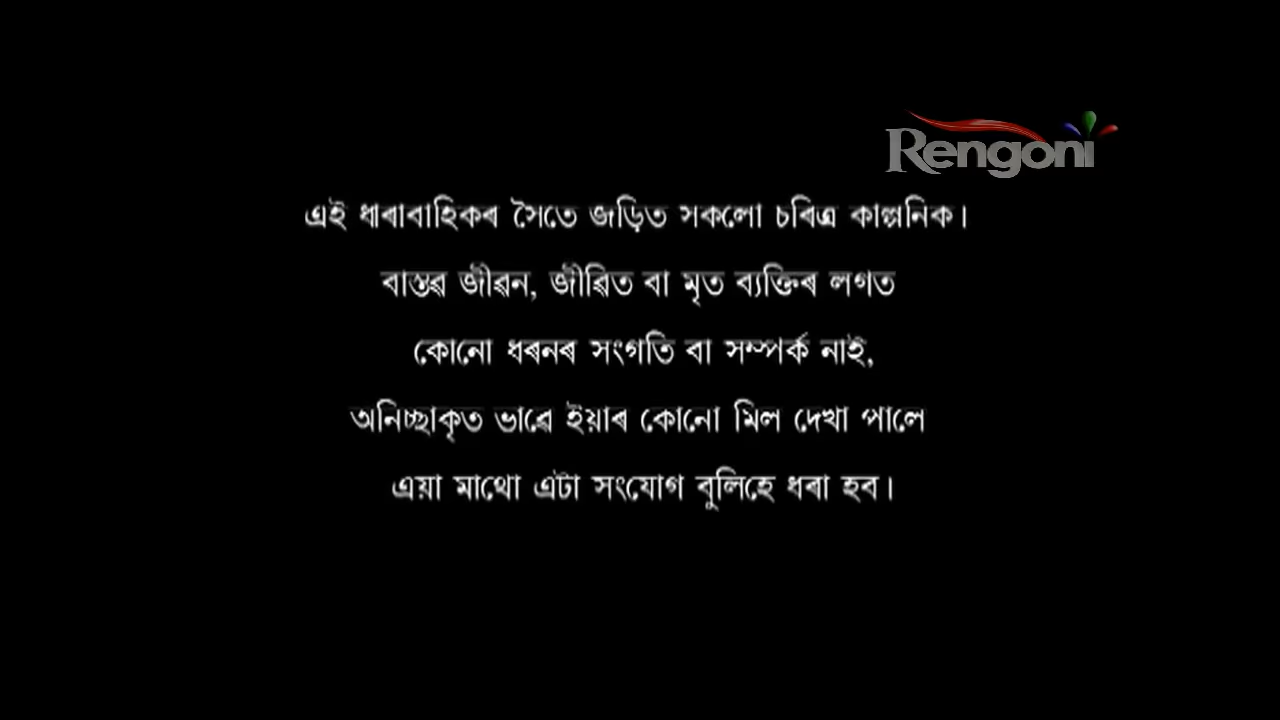 Rengoni
এই ধাৰাবাহিকৰ সৈতে জড়িত সকলো চৰিত্ৰ কাল্পনিক।
বাস্তৱ জীৱন, জীৱিত বা মৃত ব্যক্তিৰ লগত
কোনো ধৰনৰ সংগতি বা সম্পৰ্ক নাই,
অনিচ্ছাকৃত ভাৱে ইয়াৰ কোনো মিল দেখা পালে
এয়া মাথো এটা সংযোগ বুলিহে ধৰা হব।